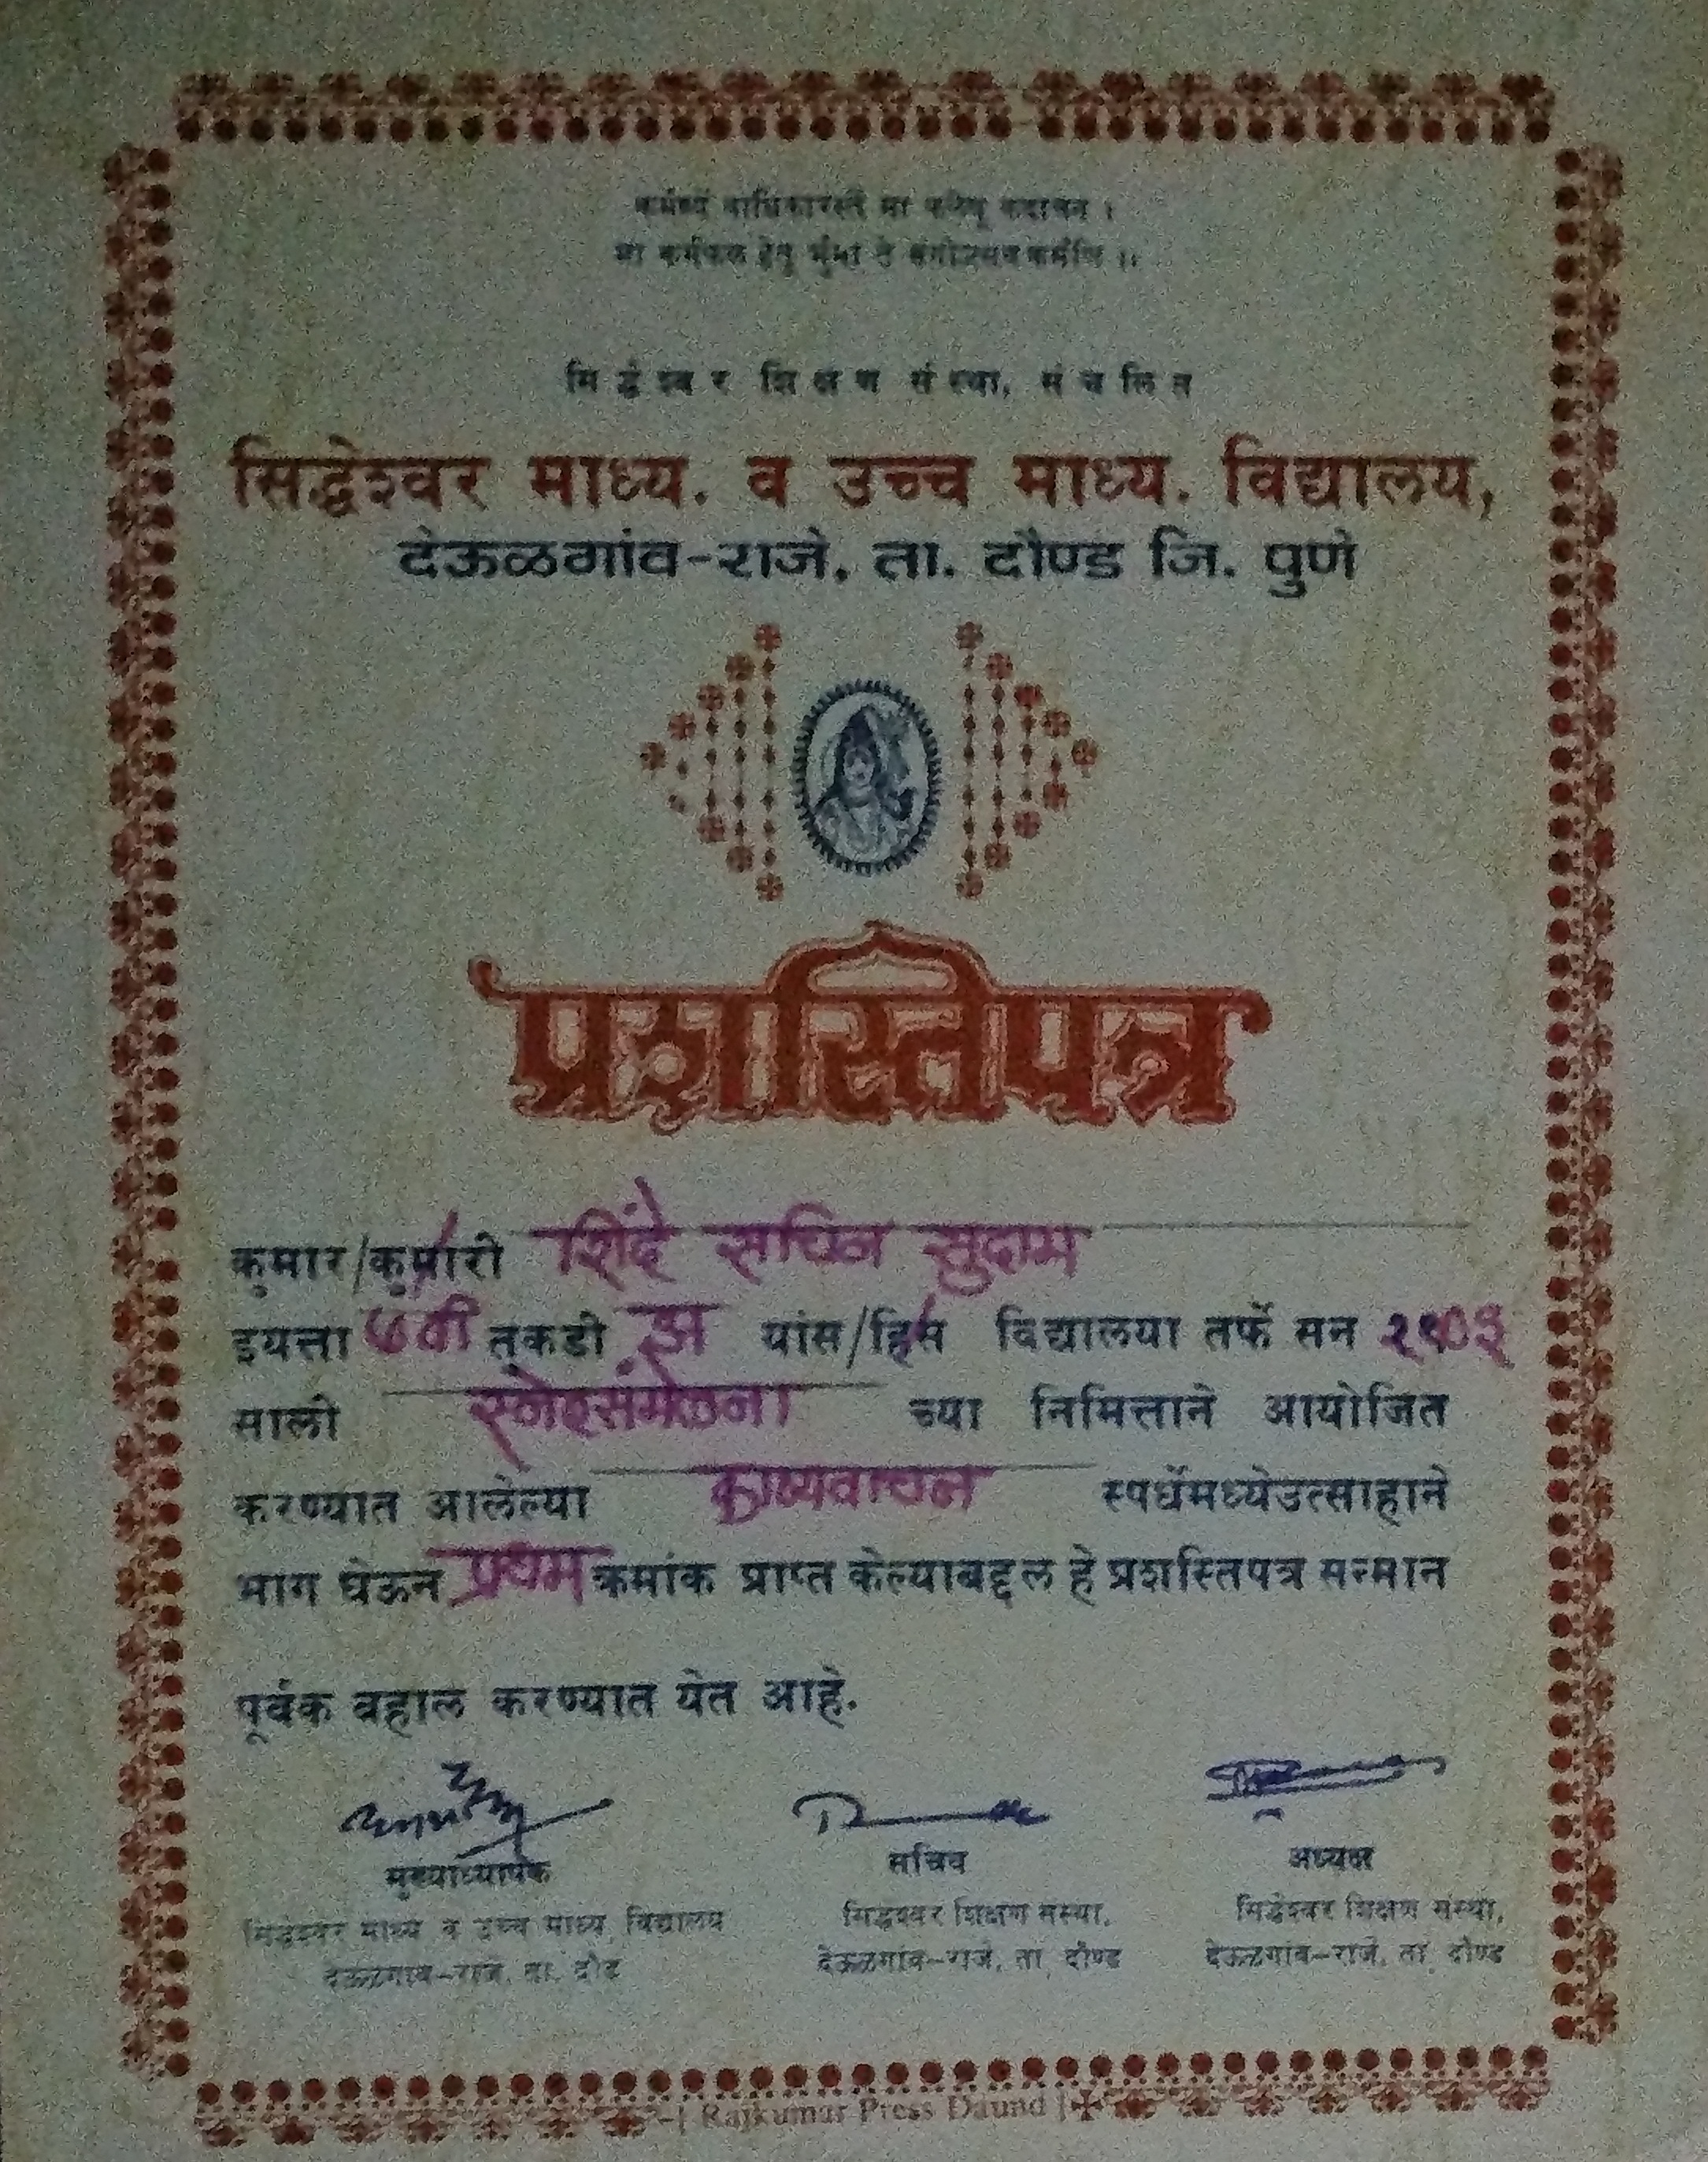 कर्मण्ये वाधिकारस्ते मा फलेषू कदाचन ।
मा कर्मफल हेतु र्भुर्मा ते संगोऽस्त्वकर्मणि ।।
सिद्धेश्वर शिक्षण संस्था, संचलित
सिद्धेश्वर माध्य. व उच्च माध्य. विद्यालय,
देऊळगांव-राजे, ता. दौण्ड जि. पुणे
प्रशस्तिपत्र
कुमार/कुमारी शिंदे सचिन सुदाम
इयत्ता ७वी तुकडी अ यांस/हिस विद्यालया तर्फे सन
साली स्नेहसंमेलना च्या निमित्ताने आयोजित
करण्यात आलेल्या काव्यवाचन स्पर्धेमध्येउत्साहाने
भाग घेऊन प्रथम क्रमांक प्राप्त केल्याबद्दल हे प्रशस्तिपत्र सन्मान
पूर्वक बहाल करण्यात येत आहे.
मुख्याध्यापक सचिव अध्यक्ष
सिद्धेश्वर माध्य व उच्च माध्य. विद्यालय सिद्धेश्वर शिक्षण संस्था, सिद्धेश्वर शिक्षण संस्था,
देऊळगांव-राजे, ता. दौंड देऊळगांव-राजे, ता. दौण्ड देऊळगांव-राजे, ता. दौण्ड
Rajkumar Press Daund